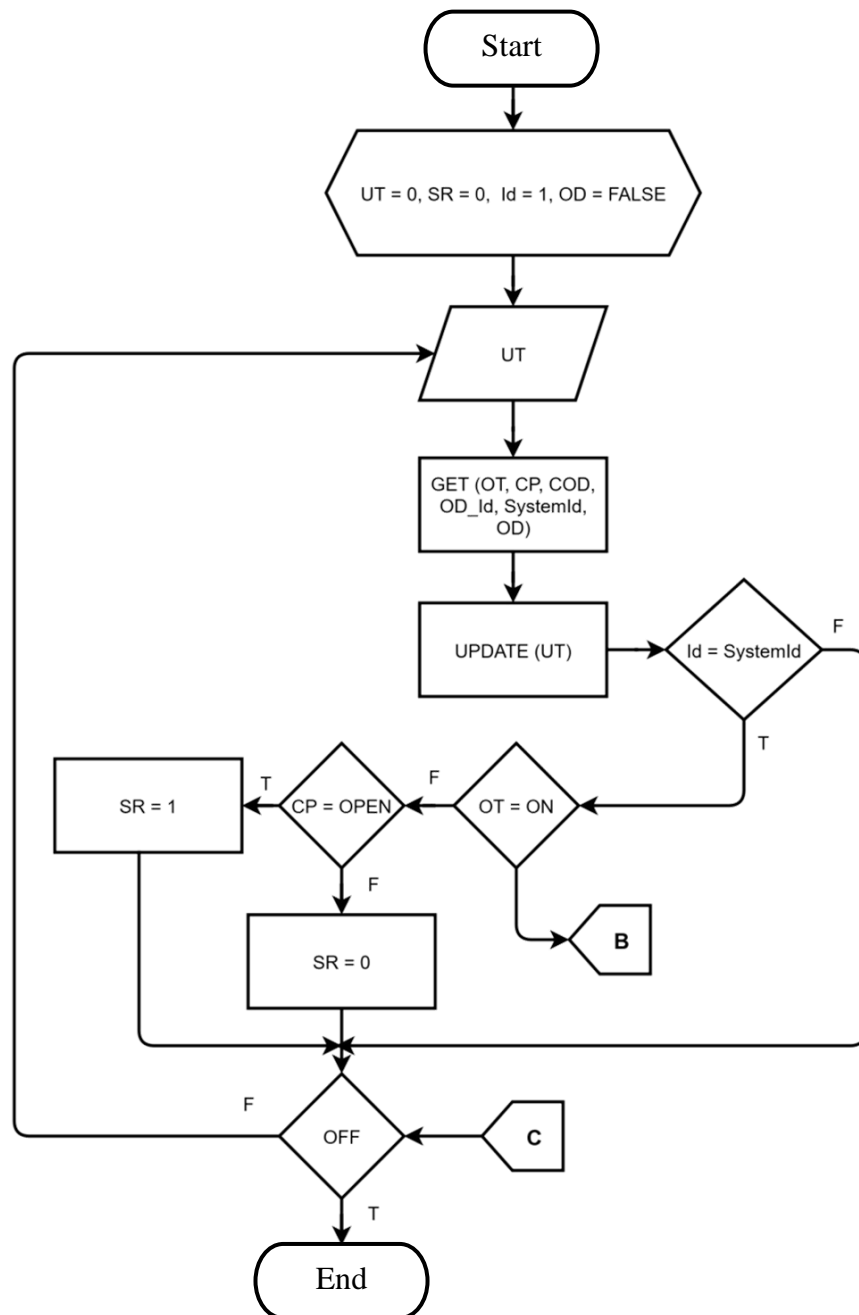 Start
UT = 0, SR = 0, Id = 1, OD = FALSE
UT
GET (OT, CP, COD,
OD_Id, SystemId,
OD)
UPDATE (UT)
Id = SystemId
F
T
OT = ON
F
CP = OPEN
T
SR = 1
F
SR = 0
B
F
OFF
C
T
End